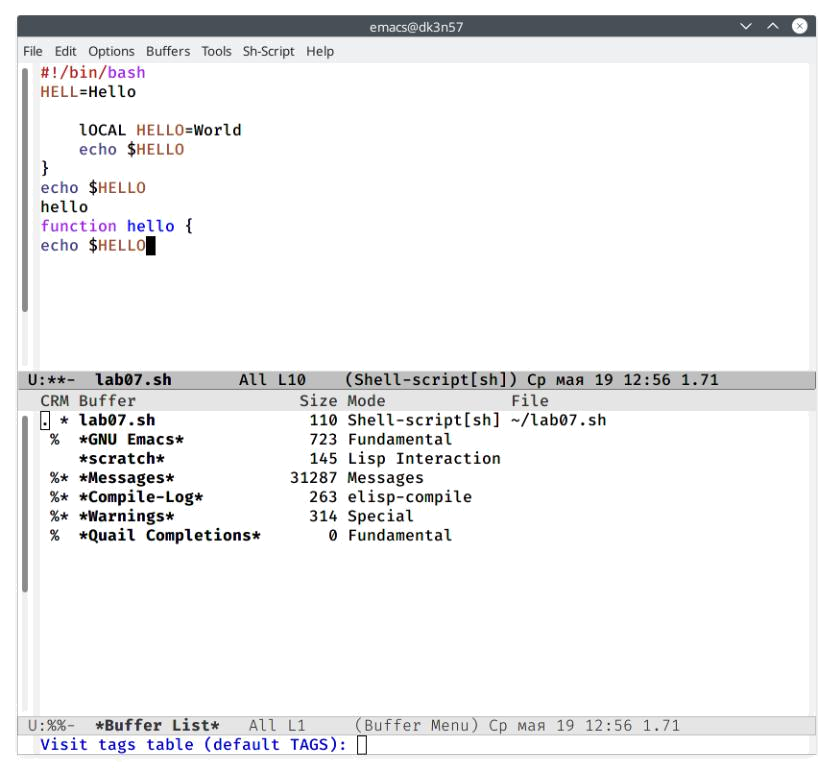 emacs@dk3n57
File Edit Options Buffers Tools Sh-Script Help
#!/bin/bash
HELL=Hello
lOCAL HELLO=World
echo $HELLO
}
echo $HELLO
hello
function hello {
echo $HELLO
U:**- lab07.sh All L10 (Shell-script[sh]) Ср мая 19 12:56 1.71
CRM Buffer Size Mode File
. * lab07.sh 110 Shell-script[sh] ~/lab07.sh
% *GNU Emacs* 723 Fundamental
*scratch* 145 Lisp Interaction
%* *Messages* 31287 Messages
%* *Compile-Log* 263 elisp-compile
%* *Warnings* 314 Special
% *Quail Completions* 0 Fundamental
U:%%- *Buffer List* All L1 (Buffer Menu) Ср мая 19 12:56 1.71
Visit tags table (default TAGS):